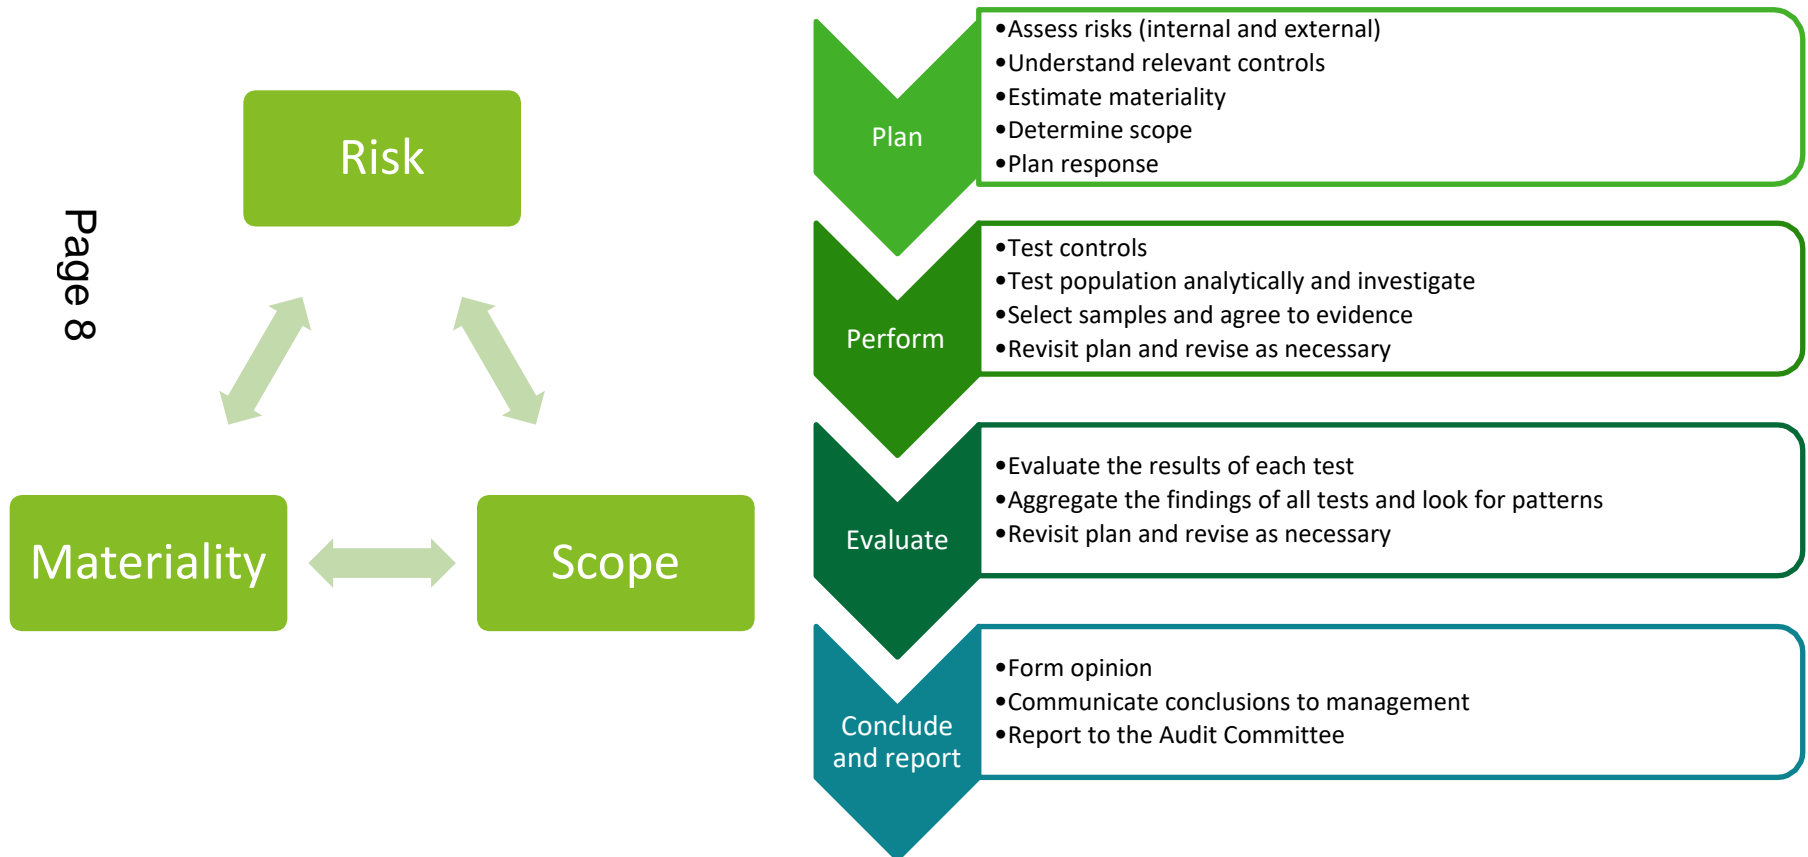 Page 8
Risk
Materiality
Scope
Plan
•Assess risks (internal and external)
•Understand relevant controls
•Estimate materiality
•Determine scope
•Plan response
Perform
•Test controls
•Test population analytically and investigate
•Select samples and agree to evidence
•Revisit plan and revise as necessary
Evaluate
•Evaluate the results of each test
•Aggregate the findings of all tests and look for patterns
•Revisit plan and revise as necessary
Conclude
and report
•Form opinion
•Communicate conclusions to management
•Report to the Audit Committee